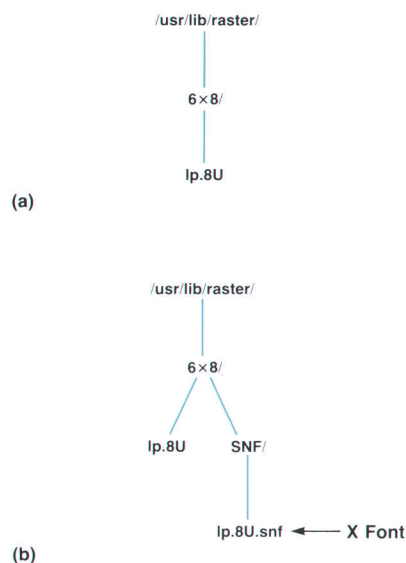 /usr/lib/raster/
6×8/
lp.8U
(a)
/usr/lib/raster/
6×8/
lp.8U SNF/
lp.8U.snf X Font
(b)